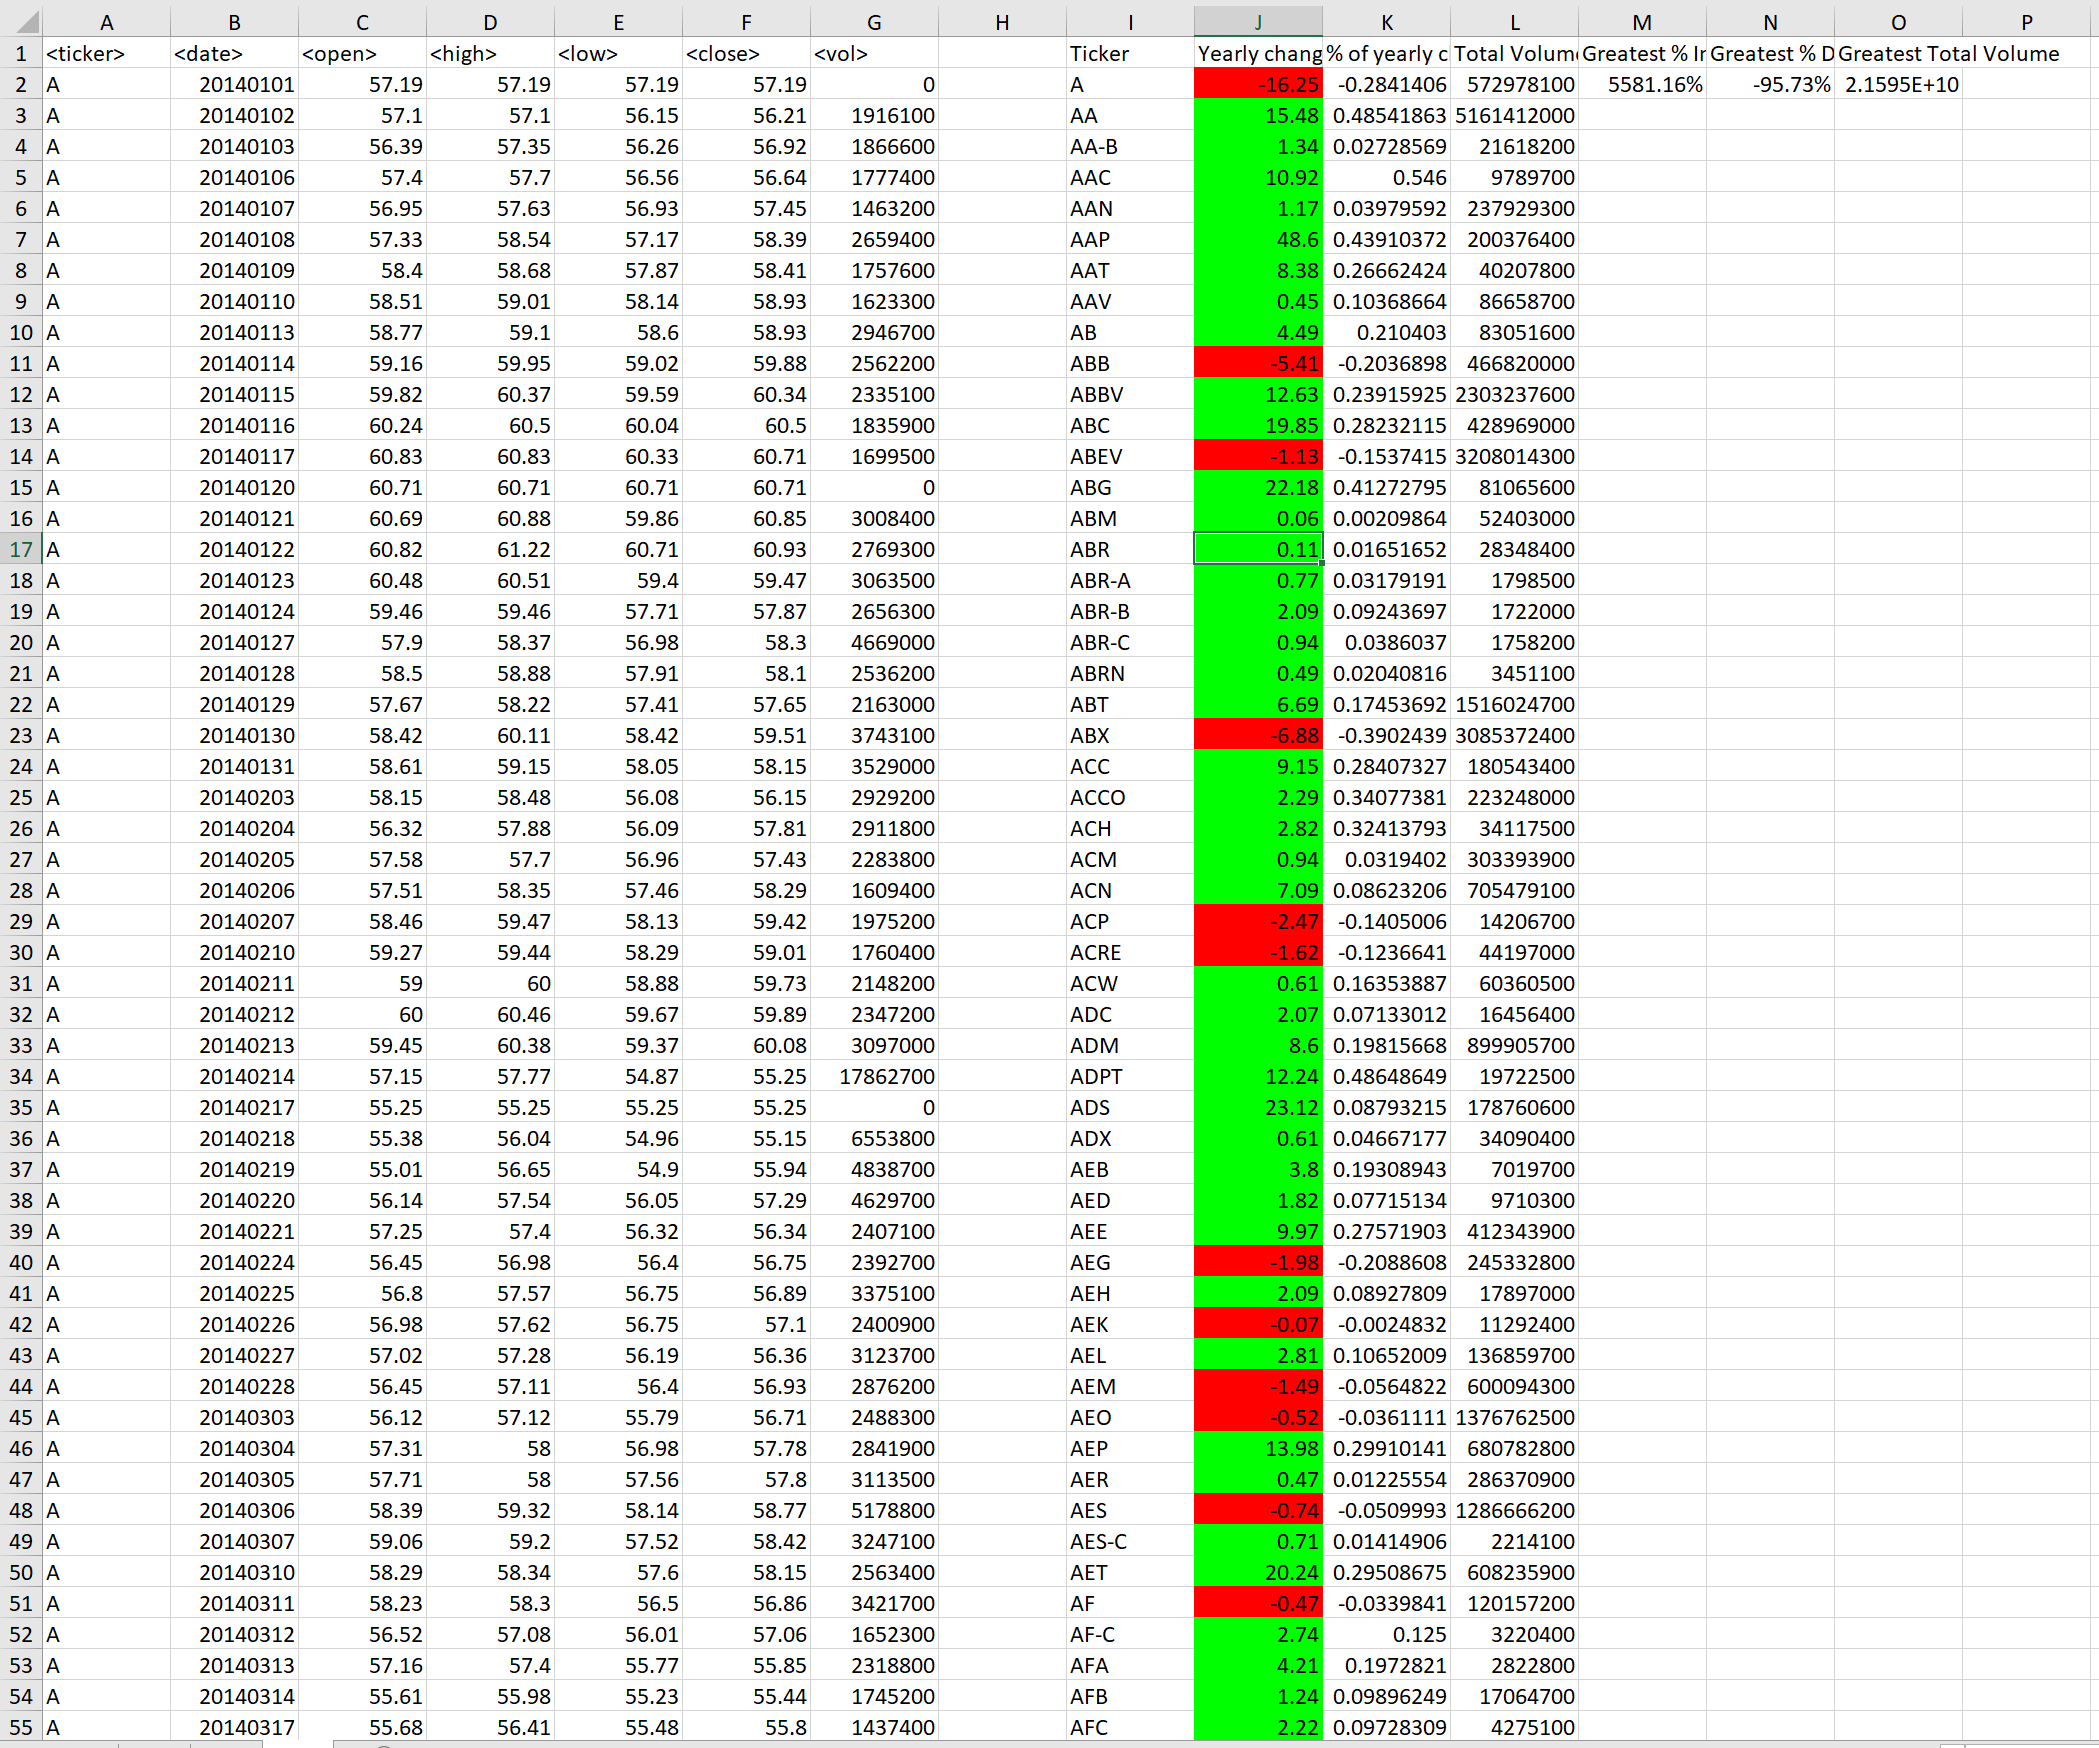 A B C D E F G H I J K L M N O P
1 <ticker> <date> <open> <high> <low> <close> <vol> Ticker Yearly chang % of yearly c Total Volum Greatest % Ir Greatest % D Greatest Total Volume
2 A 20140101 57.19 57.19 57.19 57.19 0 A -16.25 -0.2841406 572978100 5581.16% -95.73% 2.1595E+10
3 A 20140102 57.1 57.1 56.15 56.21 1916100 AA 15.48 0.48541863 5161412000
4 A 20140103 56.39 57.35 56.26 56.92 1866600 AA-B 1.34 0.02728569 21618200
5 A 20140106 57.4 57.7 56.56 56.64 1777400 AAC 10.92 0.546 9789700
6 A 20140107 56.95 57.63 56.93 57.45 1463200 AAN 1.17 0.03979592 237929300
7 A 20140108 57.33 58.54 57.17 58.39 2659400 AAP 48.6 0.43910372 200376400
8 A 20140109 58.4 58.68 57.87 58.41 1757600 AAT 8.38 0.26662424 40207800
9 A 20140110 58.51 59.01 58.14 58.93 1623300 AAV 0.45 0.10368664 86658700
10 A 20140113 58.77 59.1 58.6 58.93 2946700 AB 4.49 0.210403 83051600
11 A 20140114 59.16 59.95 59.02 59.88 2562200 ABB -5.41 -0.2036898 466820000
12 A 20140115 59.82 60.37 59.59 60.34 2335100 ABBV 12.63 0.23915925 2303237600
13 A 20140116 60.24 60.5 60.04 60.5 1835900 ABC 19.85 0.28232115 428969000
14 A 20140117 60.83 60.83 60.33 60.71 1699500 ABEV -1.13 -0.1537415 3208014300
15 A 20140120 60.71 60.71 60.71 60.71 0 ABG 22.18 0.41272795 81065600
16 A 20140121 60.69 60.88 59.86 60.85 3008400 ABM 0.06 0.00209864 52403000
17 A 20140122 60.82 61.22 60.71 60.93 2769300 ABR 0.11 0.01651652 28348400
18 A 20140123 60.48 60.51 59.4 59.47 3063500 ABR-A 0.77 0.03179191 1798500
19 A 20140124 59.46 59.46 57.71 57.87 2656300 ABR-B 2.09 0.09243697 1722000
20 A 20140127 57.9 58.37 56.98 58.3 4669000 ABR-C 0.94 0.0386037 1758200
21 A 20140128 58.5 58.88 57.91 58.1 2536200 ABRN 0.49 0.02040816 3451100
22 A 20140129 57.67 58.22 57.41 57.65 2163000 ABT 6.69 0.17453692 1516024700
23 A 20140130 58.42 60.11 58.42 59.51 3743100 ABX -6.88 -0.3902439 3085372400
24 A 20140131 58.61 59.15 58.05 58.15 3529000 ACC 9.15 0.28407327 180543400
25 A 20140203 58.15 58.48 56.08 56.15 2929200 ACCO 2.29 0.34077381 223248000
26 A 20140204 56.32 57.88 56.09 57.81 2911800 ACH 2.82 0.32413793 34117500
27 A 20140205 57.58 57.7 56.96 57.43 2283800 ACM 0.94 0.0319402 303393900
28 A 20140206 57.51 58.35 57.46 58.29 1609400 ACN 7.09 0.08623206 705479100
29 A 20140207 58.46 59.47 58.13 59.42 1975200 ACP -2.47 -0.1405006 14206700
30 A 20140210 59.27 59.44 58.29 59.01 1760400 ACRE -1.62 -0.1236641 44197000
31 A 20140211 59 60 58.88 59.73 2148200 ACW 0.61 0.16353887 60360500
32 A 20140212 60 60.46 59.67 59.89 2347200 ADC 2.07 0.07133012 16456400
33 A 20140213 59.45 60.38 59.37 60.08 3097000 ADM 8.6 0.19815668 899905700
34 A 20140214 57.15 57.77 54.87 55.25 17862700 ADPT 12.24 0.48648649 19722500
35 A 20140217 55.25 55.25 55.25 55.25 0 ADS 23.12 0.08793215 178760600
36 A 20140218 55.38 56.04 54.96 55.15 6553800 ADX 0.61 0.04667177 34090400
37 A 20140219 55.01 56.65 54.9 55.94 4838700 AEB 3.8 0.19308943 7019700
38 A 20140220 56.14 57.54 56.05 57.29 4629700 AED 1.82 0.07715134 9710300
39 A 20140221 57.25 57.4 56.32 56.34 2407100 AEE 9.97 0.27571903 412343900
40 A 20140224 56.45 56.98 56.4 56.75 2392700 AEG -1.98 -0.2088608 245332800
41 A 20140225 56.8 57.57 56.75 56.89 3375100 AEH 2.09 0.08927809 17897000
42 A 20140226 56.98 57.62 56.75 57.1 2400900 AEK -0.07 -0.0024832 11292400
43 A 20140227 57.02 57.28 56.19 56.36 3123700 AEL 2.81 0.10652009 136859700
44 A 20140228 56.45 57.11 56.4 56.93 2876200 AEM -1.49 -0.0564822 600094300
45 A 20140303 56.12 57.12 55.79 56.71 2488300 AEO -0.52 -0.0361111 1376762500
46 A 20140304 57.31 58 56.98 57.78 2841900 AEP 13.98 0.29910141 680782800
47 A 20140305 57.71 58 57.56 57.8 3113500 AER 0.47 0.01225554 286370900
48 A 20140306 58.39 59.32 58.14 58.77 5178800 AES -0.74 -0.0509993 1286666200
49 A 20140307 59.06 59.2 57.52 58.42 3247100 AES-C 0.71 0.01414906 2214100
50 A 20140310 58.29 58.34 57.6 58.15 2563400 AET 20.24 0.29508675 608235900
51 A 20140311 58.23 58.3 56.5 56.86 3421700 AF -0.47 -0.0339841 120157200
52 A 20140312 56.52 57.08 56.01 57.06 1652300 AF-C 2.74 0.125 3220400
53 A 20140313 57.16 57.4 55.77 55.85 2318800 AFA 4.21 0.1972821 2822800
54 A 20140314 55.61 55.98 55.23 55.44 1745200 AFB 1.24 0.09896249 17064700
55 A 20140317 55.68 56.41 55.48 55.8 1437400 AFC 2.22 0.09728309 4275100